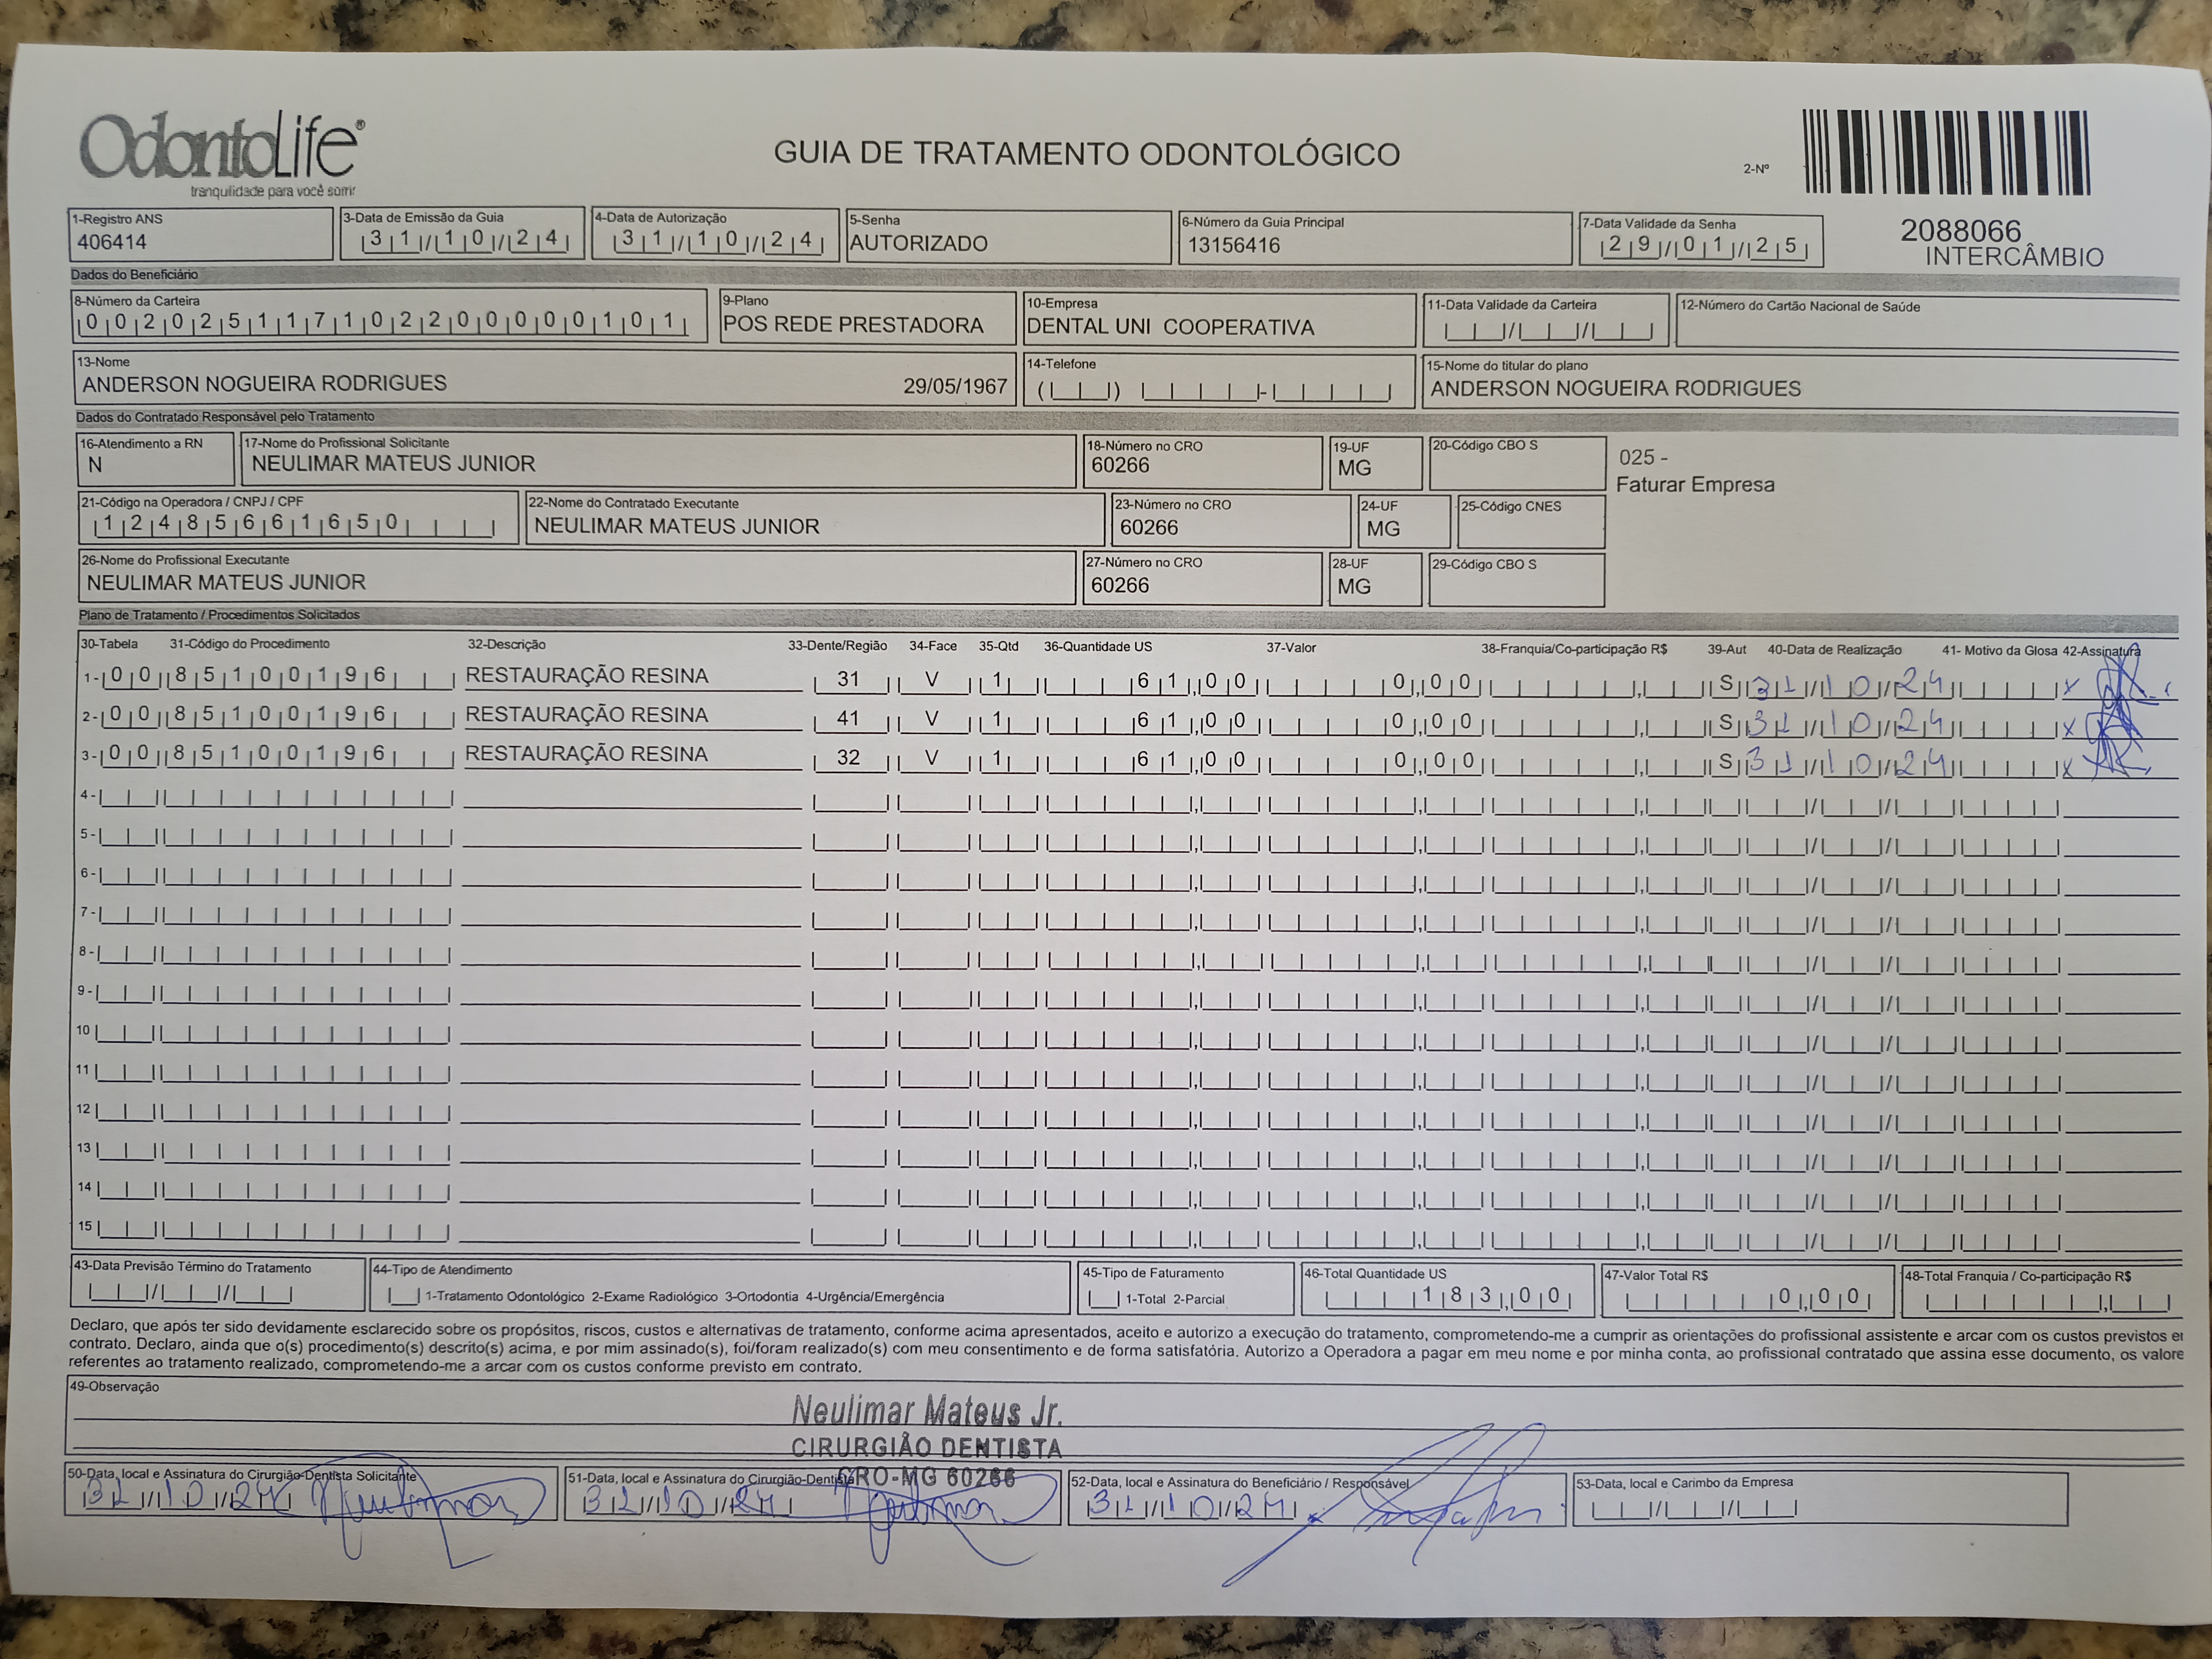 OdontoLife®
tranquilidade para você sorrir
GUIA DE TRATAMENTO ODONTOLÓGICO
2-Nº
2088066
INTERCÂMBIO
1-Registro ANS
406414
3-Data de Emissão da Guia
31/10/24
4-Data de Autorização
31/10/24
5-Senha
AUTORIZADO
6-Número da Guia Principal
13156416
7-Data Validade da Senha
29/01/25
Dados do Beneficiário
8-Número da Carteira
0020251171022000000101
9-Plano
POS REDE PRESTADORA
10-Empresa
DENTAL UNI COOPERATIVA
11-Data Validade da Carteira
12-Número do Cartão Nacional de Saúde
13-Nome
ANDERSON NOGUEIRA RODRIGUES 29/05/1967
14-Telefone
15-Nome do titular do plano
ANDERSON NOGUEIRA RODRIGUES
Dados do Contratado Responsável pelo Tratamento
16-Atendimento a RN
N
17-Nome do Profissional Solicitante
NEULIMAR MATEUS JUNIOR
18-Número no CRO
60266
19-UF
MG
20-Código CBO S
025 -
Faturar Empresa
21-Código na Operadora / CNPJ / CPF
12485661650
22-Nome do Contratado Executante
NEULIMAR MATEUS JUNIOR
23-Número no CRO
60266
24-UF
MG
25-Código CNES
26-Nome do Profissional Executante
NEULIMAR MATEUS JUNIOR
27-Número no CRO
60266
28-UF
MG
29-Código CBO S
Plano de Tratamento / Procedimentos Solicitados
30-Tabela 31-Código do Procedimento 32-Descrição 33-Dente/Região 34-Face 35-Qtd 36-Quantidade US 37-Valor 38-Franquia/Co-participação R$ 39-Aut 40-Data de Realização 41- Motivo da Glosa 42-Assinatura
1- 00 85100196 RESTAURAÇÃO RESINA 31 V 1 61,00 0,00 S 31/10/24 x
2- 00 85100196 RESTAURAÇÃO RESINA 41 V 1 61,00 0,00 S 31/10/24 x
3- 00 85100196 RESTAURAÇÃO RESINA 32 V 1 61,00 0,00 S 31/10/24 x
4-
5-
6-
7-
8-
9-
10
11
12
13
14
15
43-Data Previsão Término do Tratamento
44-Tipo de Atendimento
1-Tratamento Odontológico 2-Exame Radiológico 3-Ortodontia 4-Urgência/Emergência
45-Tipo de Faturamento
1-Total 2-Parcial
46-Total Quantidade US
183,00
47-Valor Total R$
0,00
48-Total Franquia / Co-participação R$
Declaro, que após ter sido devidamente esclarecido sobre os propósitos, riscos, custos e alternativas de tratamento, conforme acima apresentados, aceito e autorizo a execução do tratamento, comprometendo-me a cumprir as orientações do profissional assistente e arcar com os custos previstos e
contrato. Declaro, ainda que o(s) procedimento(s) descrito(s) acima, e por mim assinado(s), foi/foram realizado(s) com meu consentimento e de forma satisfatória. Autorizo a Operadora a pagar em meu nome e por minha conta, ao profissional contratado que assina esse documento, os valore
referentes ao tratamento realizado, comprometendo-me a arcar com os custos conforme previsto em contrato.
49-Observação
Neulimar Mateus Jr.
CIRURGIÃO DENTISTA
CRO-MG 60266
50-Data, local e Assinatura do Cirurgião-Dentista Solicitante
31/10/24
51-Data, local e Assinatura do Cirurgião-Dentista
31/10/24
52-Data, local e Assinatura do Beneficiário / Responsável
31/10/24
53-Data, local e Carimbo da Empresa